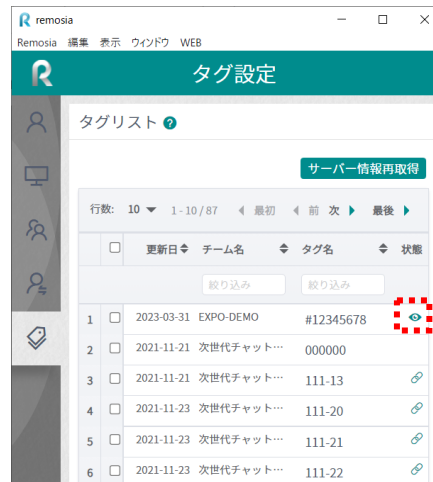 remosia
Remosia 編集 表示 ウィンドウ WEB
R タグ設定
タグリスト ?
サーバー情報再取得
行数: 10 1-10/87 最初 前 次 最後
更新日 チーム名 タグ名 状態
絞り込み 絞り込み
1 2023-03-31 EXPO-DEMO #12345678
2 2021-11-21 次世代チャット… 000000
3 2021-11-21 次世代チャット… 111-13
4 2021-11-23 次世代チャット… 111-20
5 2021-11-23 次世代チャット… 111-21
6 2021-11-23 次世代チャット… 111-22